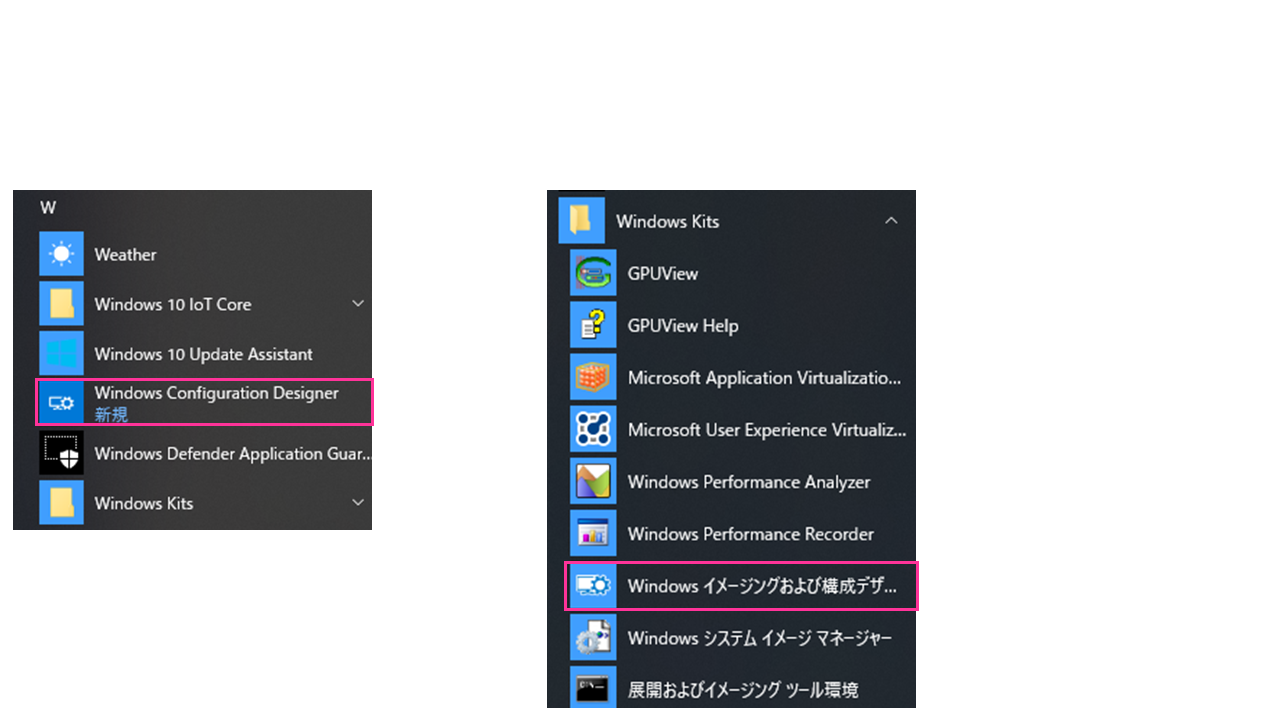 W
Weather
Windows 10 IoT Core
Windows 10 Update Assistant
Windows Configuration Designer
新規
Windows Defender Application Guar...
Windows Kits
Windows Kits
GPUView
GPUView Help
Microsoft Application Virtualizatio...
Microsoft User Experience Virtualiz...
Windows Performance Analyzer
Windows Performance Recorder
Windows イメージングおよび構成デザ...
Windows システム イメージ マネージャー
展開およびイメージング ツール環境